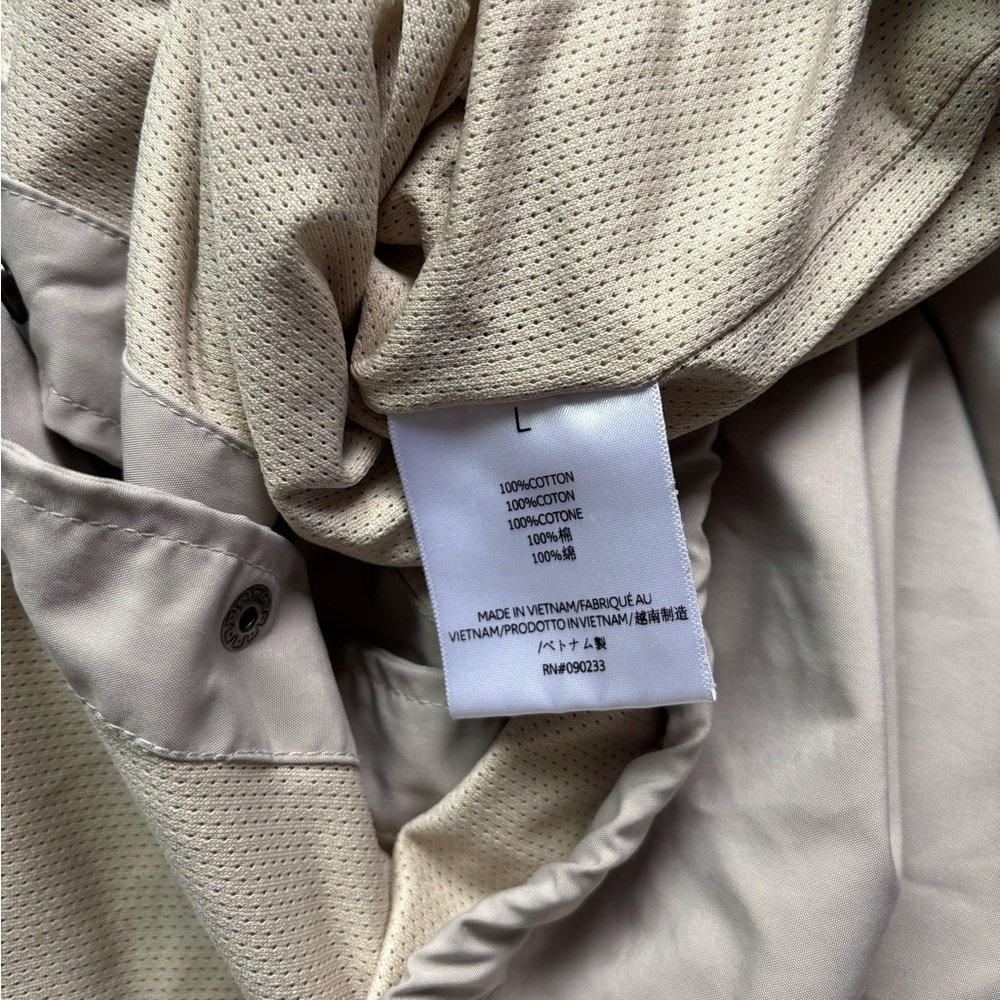 L
100%COTTON
100%COTON
100%COTONE
100%棉
100%綿
MADE IN VIETNAM/FABRIQUÉ AU
VIETNAM/PRODOTTO IN VIETNAM/越南制造
/ベトナム製
RN#090233